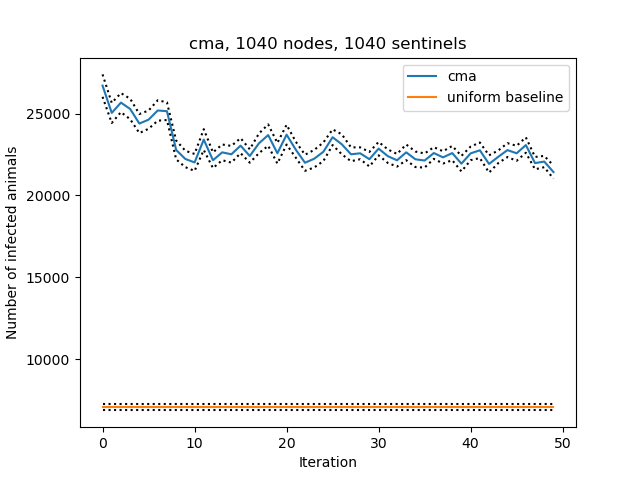 cma, 1040 nodes, 1040 sentinels
cma
uniform baseline
Number of infected animals
25000
20000
15000
10000
0 10 20 30 40 50
Iteration